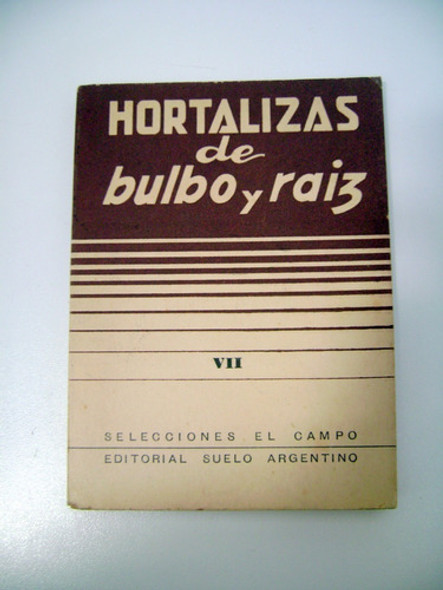 HORTALIZAS
de
bulbo y raiz
VII
SELECCIONES EL CAMPO
EDITORIAL SUELO ARGENTINO